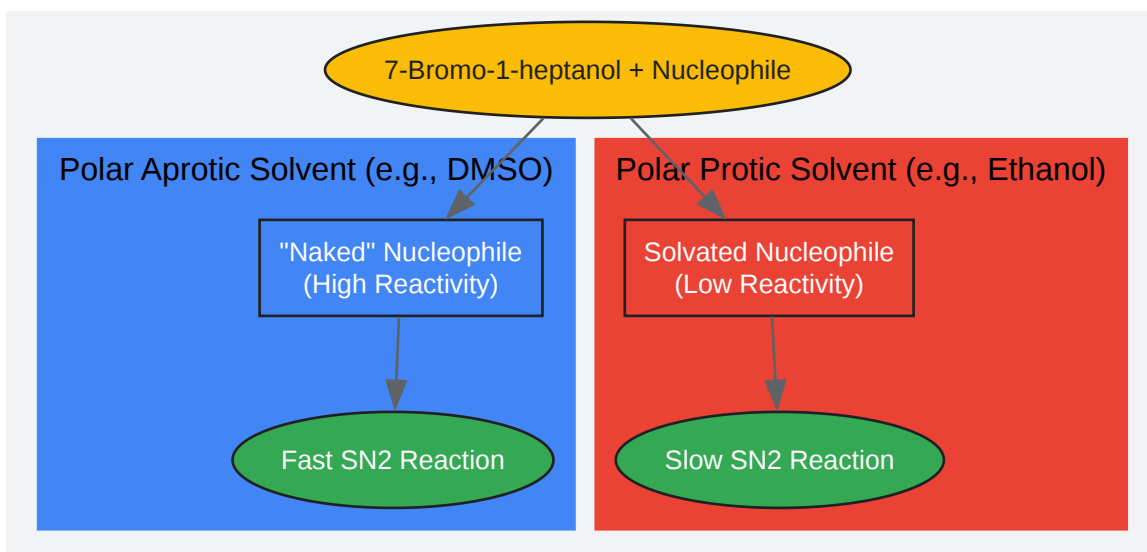 7-Bromo-1-heptanol + Nucleophile
Polar Aprotic Solvent (e.g., DMSO)
"Naked" Nucleophile
(High Reactivity)
Fast SN2 Reaction
Polar Protic Solvent (e.g., Ethanol)
Solvated Nucleophile
(Low Reactivity)
Slow SN2 Reaction